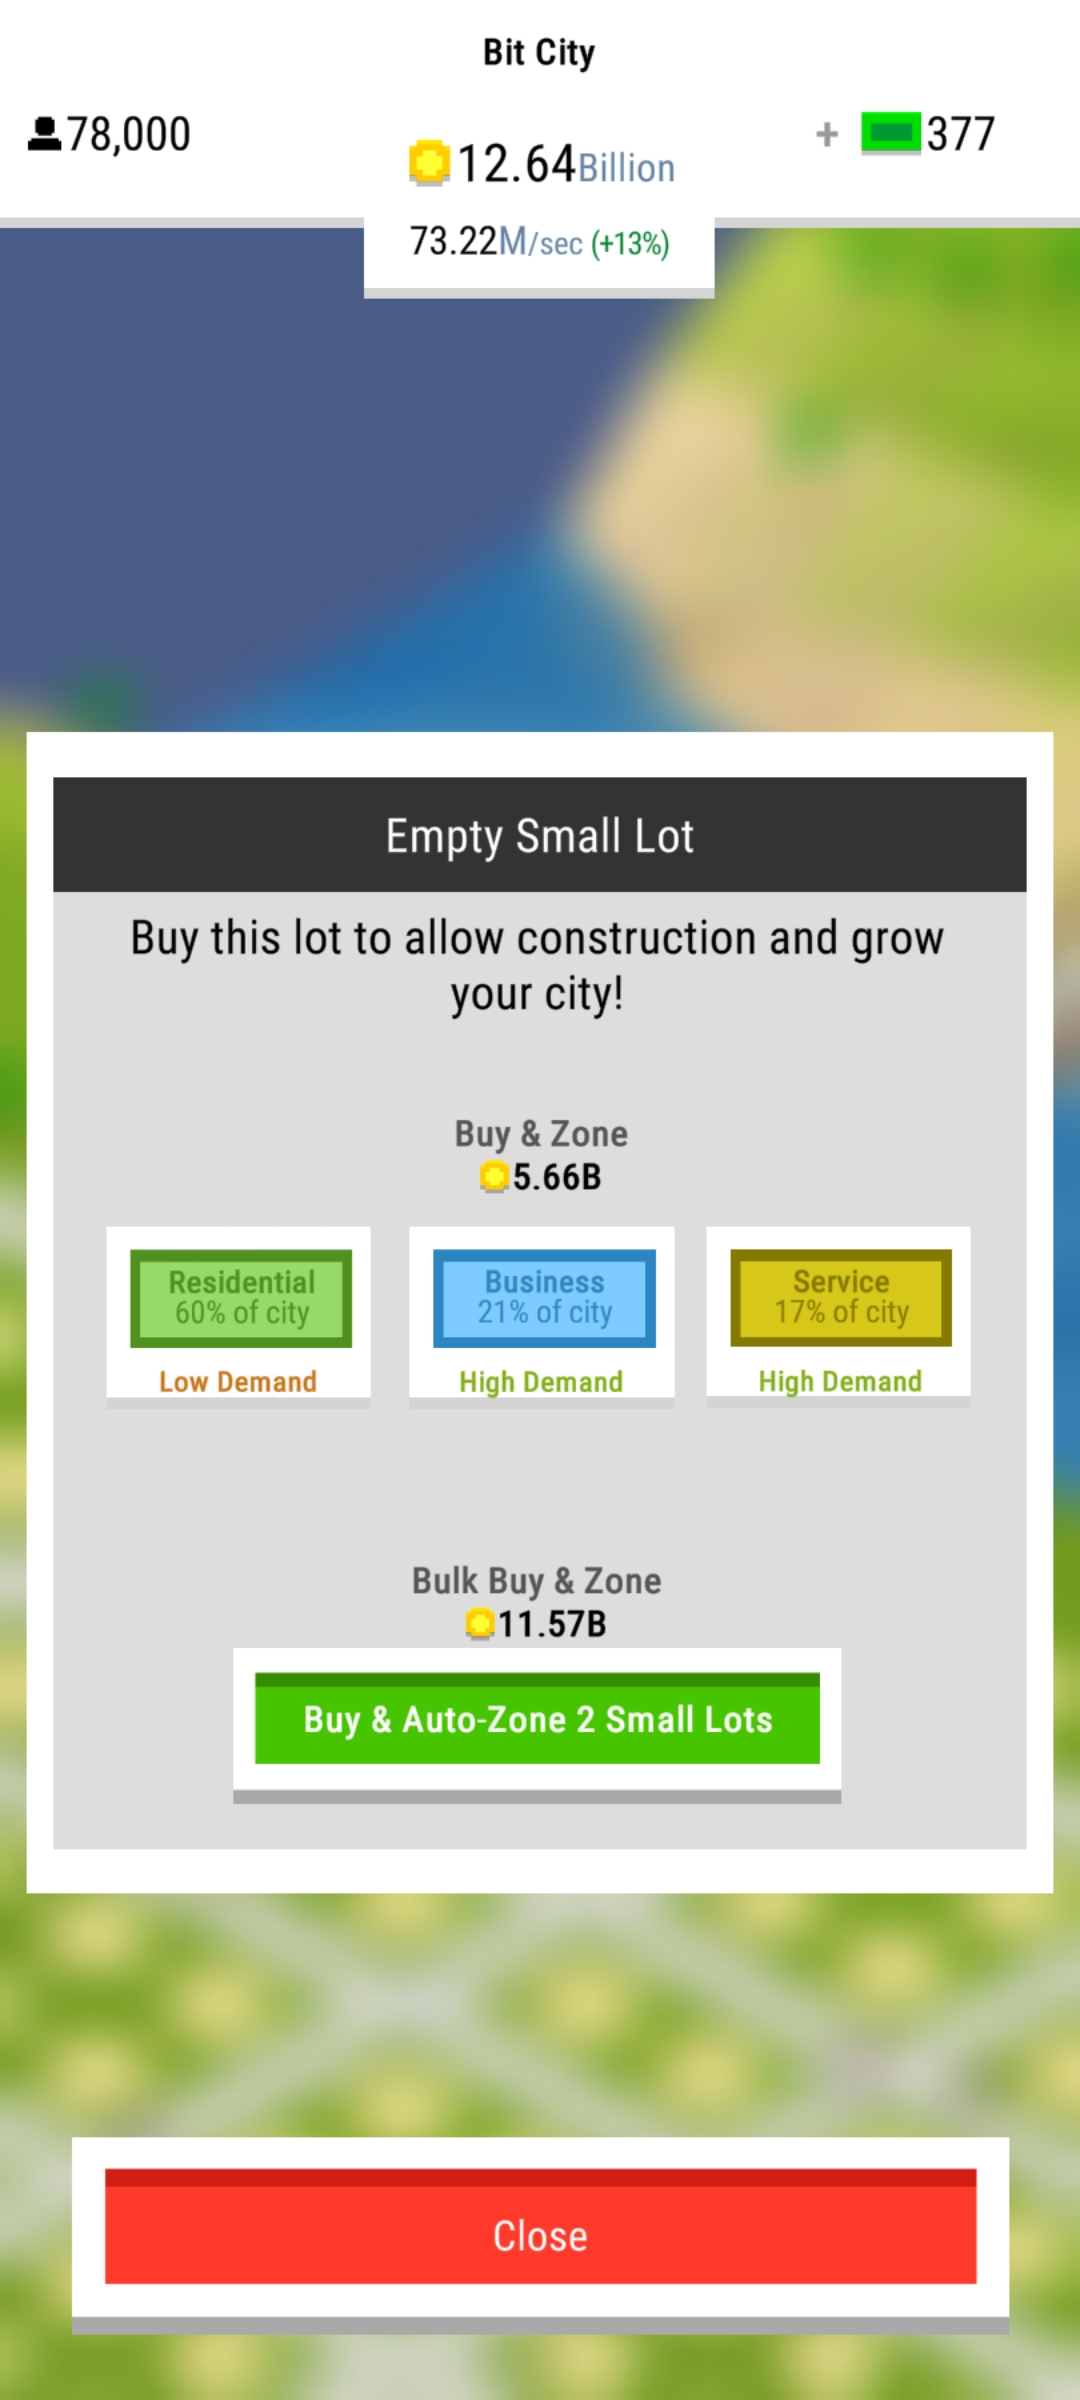 Bit City
78,000
12.64Billion
+ 377
73.22M/sec (+13%)
Empty Small Lot
Buy this lot to allow construction and grow
your city!
Buy & Zone
5.66B
Residential
60% of city
Low Demand
Business
21% of city
High Demand
Service
17% of city
High Demand
Bulk Buy & Zone
11.57B
Buy & Auto-Zone 2 Small Lots
Close